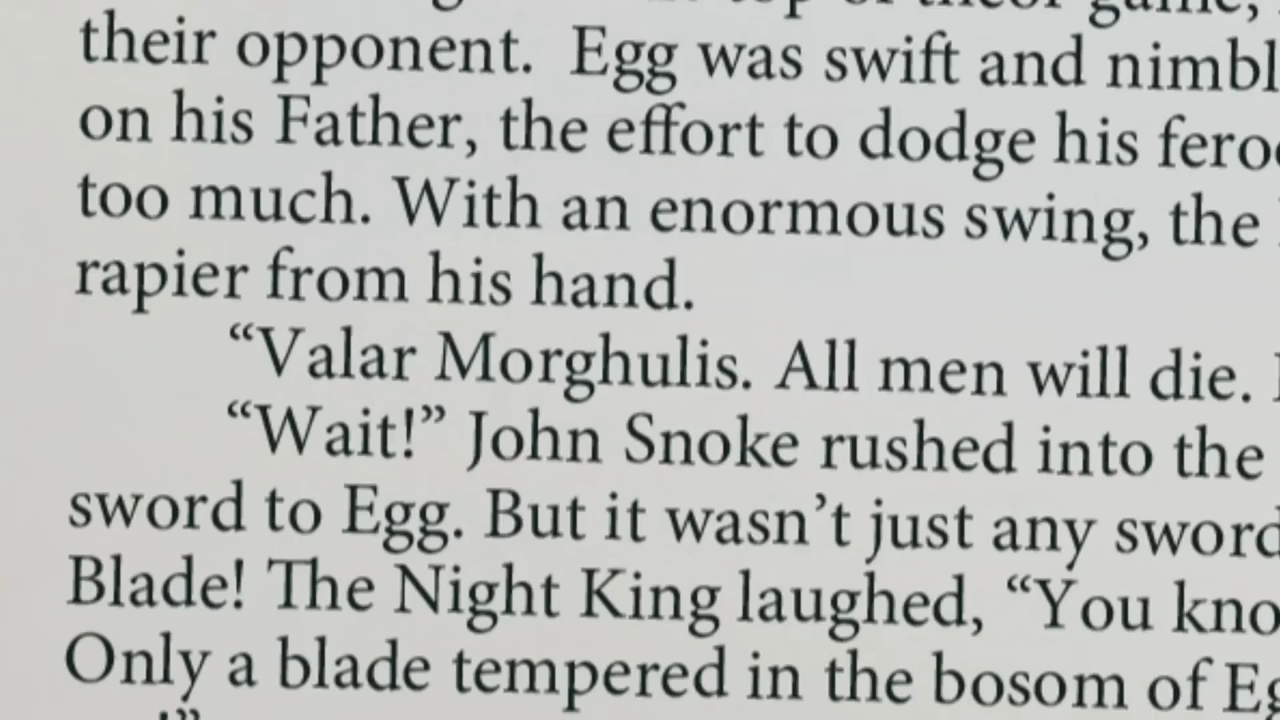 their opponent. Egg was swift and
on his Father, the effort to dodge his
too much. With an enormous swing, the
rapier from his hand.
“Valar Morghulis. All men will die.
“Wait!” John Snoke rushed into the
sword to Egg. But it wasn’t just any sword
Blade! The Night King laughed, “You
Only a blade tempered in the bosom of